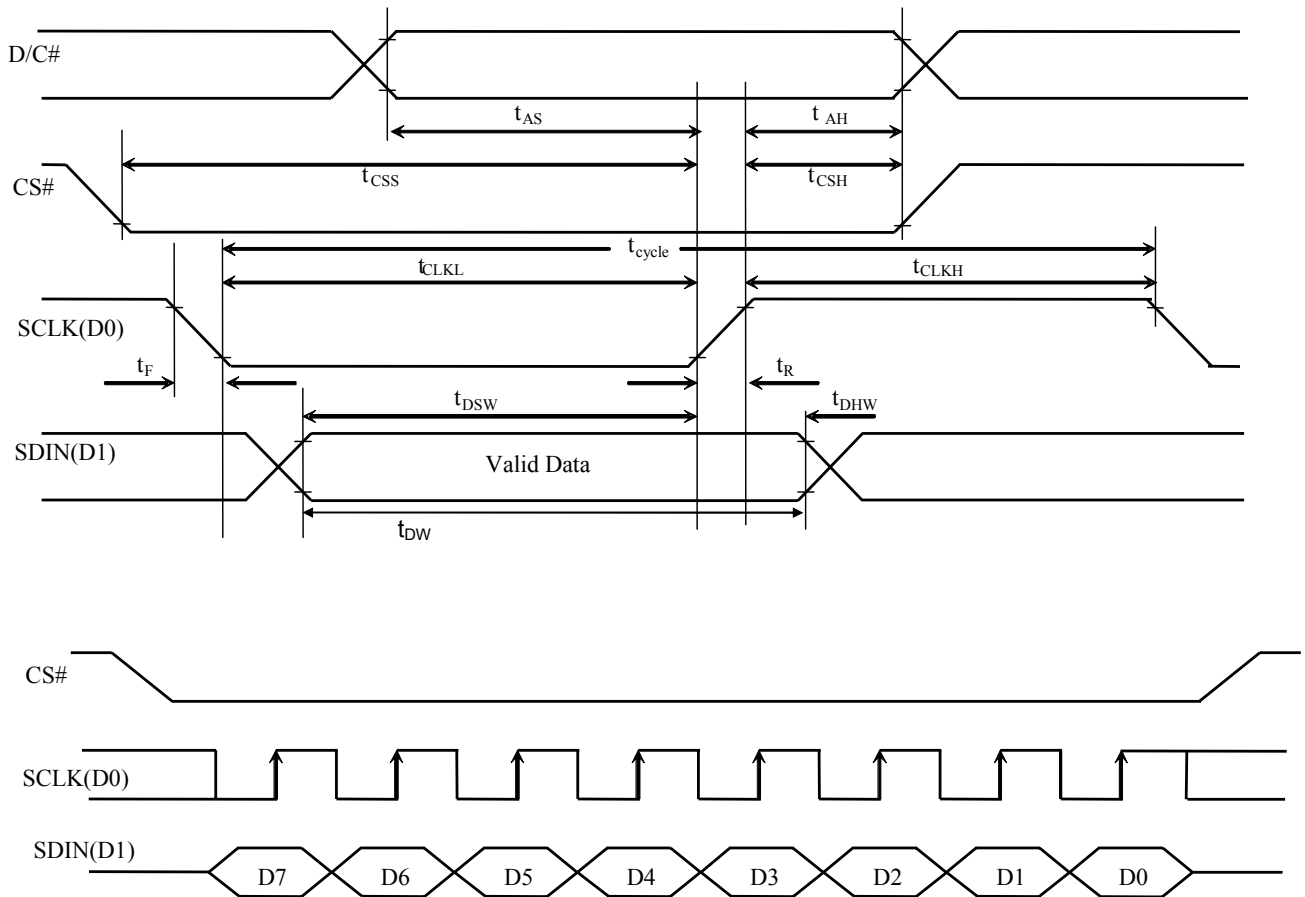 D/C#
tAS
t AH
CS#
tCSS
tCSH
tcycle
tCLKL
tCLKH
SCLK(D0)
tF
tR
tDSW
tDHW
SDIN(D1)
Valid Data
tDW
CS#
SCLK(D0)
SDIN(D1)
D7 D6 D5 D4 D3 D2 D1 D0